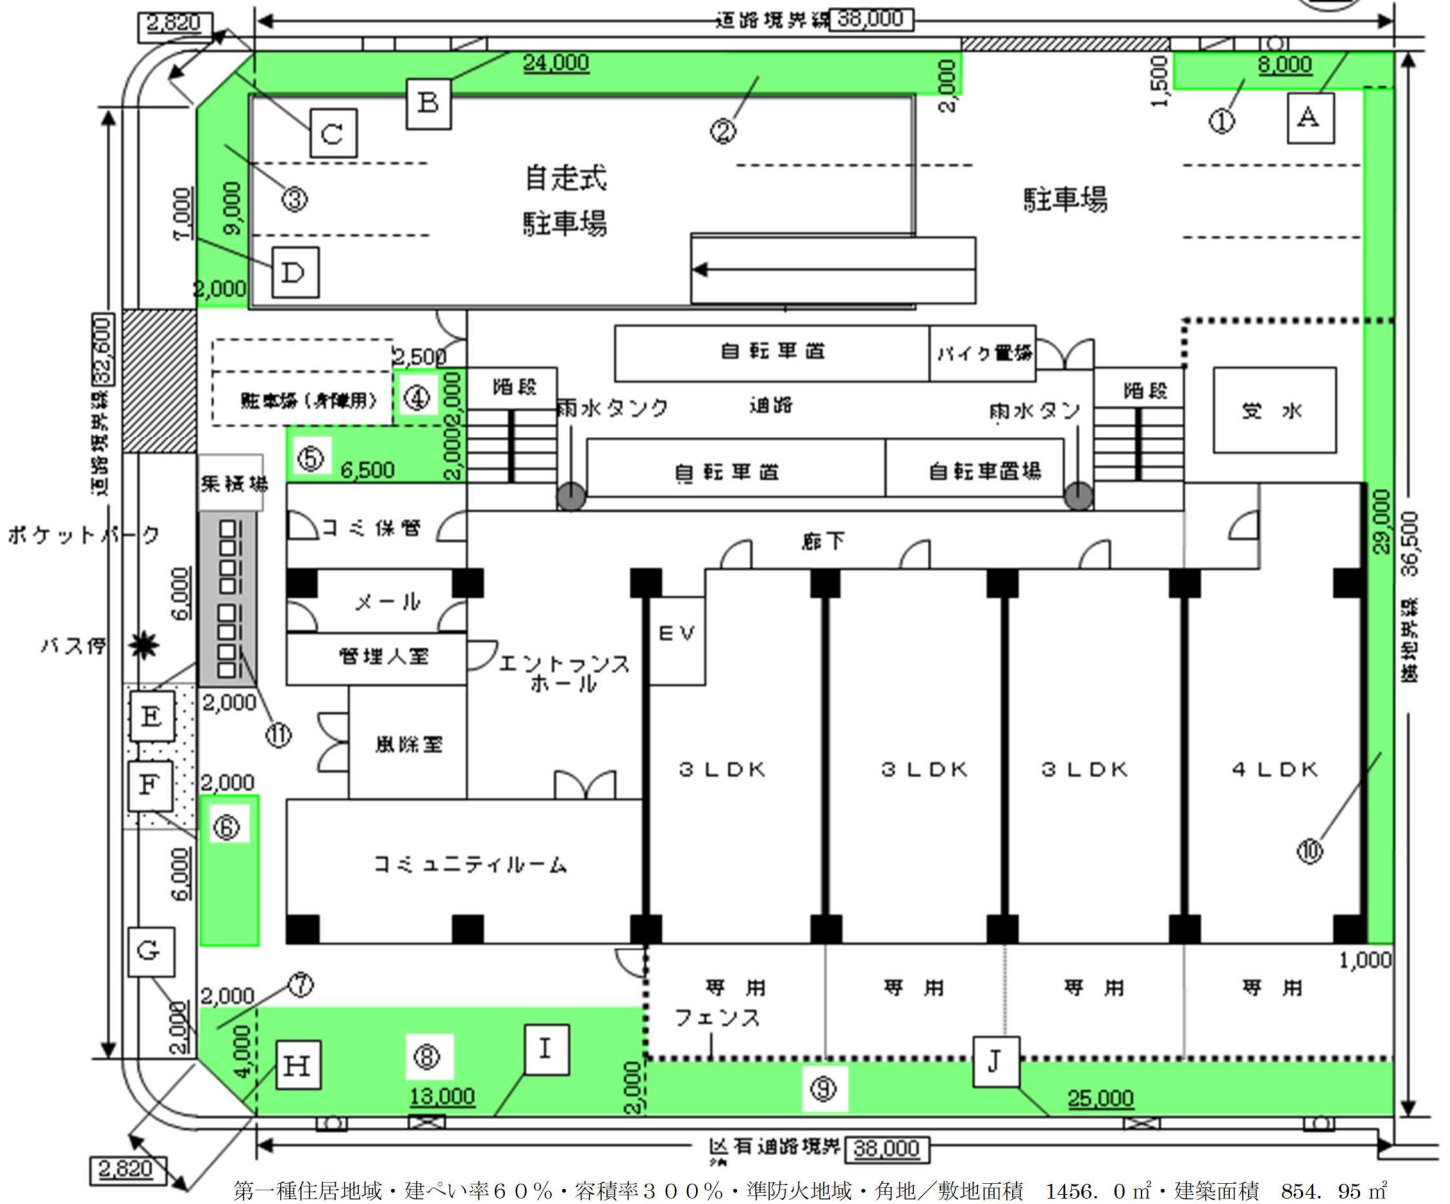 2,820
道路境界線 38,000
24,000
2,000
1,500
8,000
B
C
②
①
A
③
自走式
駐車場
駐車場
7,000
9,000
D
2,000
道路境界線 32,600
2,500
④
2,000
駐車場(身障用)
⑤
6,500
2,000
階段
自転車置
バイク置場
雨水タンク
通路
雨水タン
階段
受 水
自転車置
自転車置場
集積場
ポケットパーク
ゴミ保管
廊下
29,000
隣地界線 36,500
6,000
メール
バス停
管理人室
エントランス
ホール
EV
E
2,000
⑪
風除室
3LDK
3LDK
3LDK
4LDK
F
2,000
⑥
6,000
コミュニティルーム
⑩
G
2,000
⑦
2,000
4,000
専 用
専 用
専 用
専 用
1,000
フェンス
H
⑧
I
J
13,000
2,000
⑨
25,000
2,820
区有通路境界 38,000
第一種住居地域・建ぺい率60%・容積率300%・準防火地域・角地/敷地面積 1456.0㎡・建築面積 854.95㎡